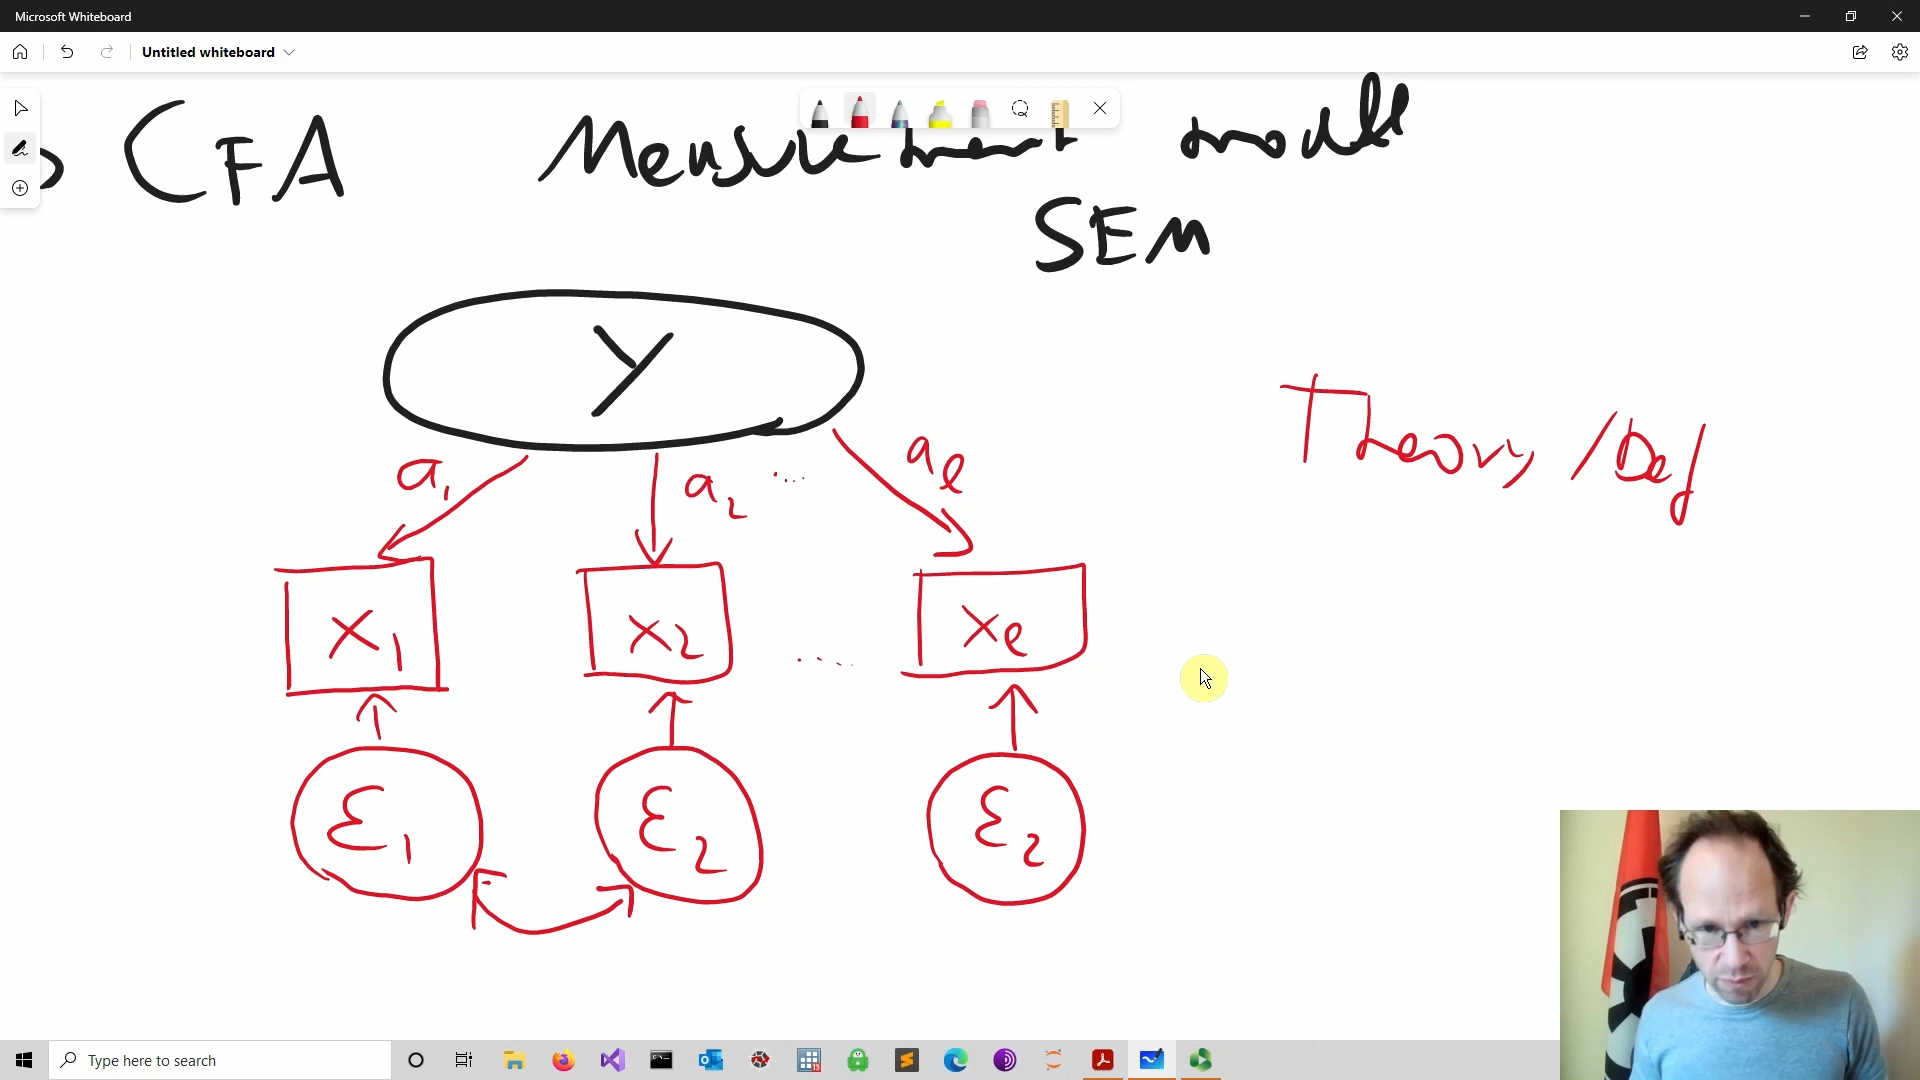 Microsoft Whiteboard
Untitled whiteboard
CFA Measurement modell
SEM
Y
Theory /Def
a1 a2 ..... al
x1 x2 ..... xl
ε1 ε2 ε2
Type here to search